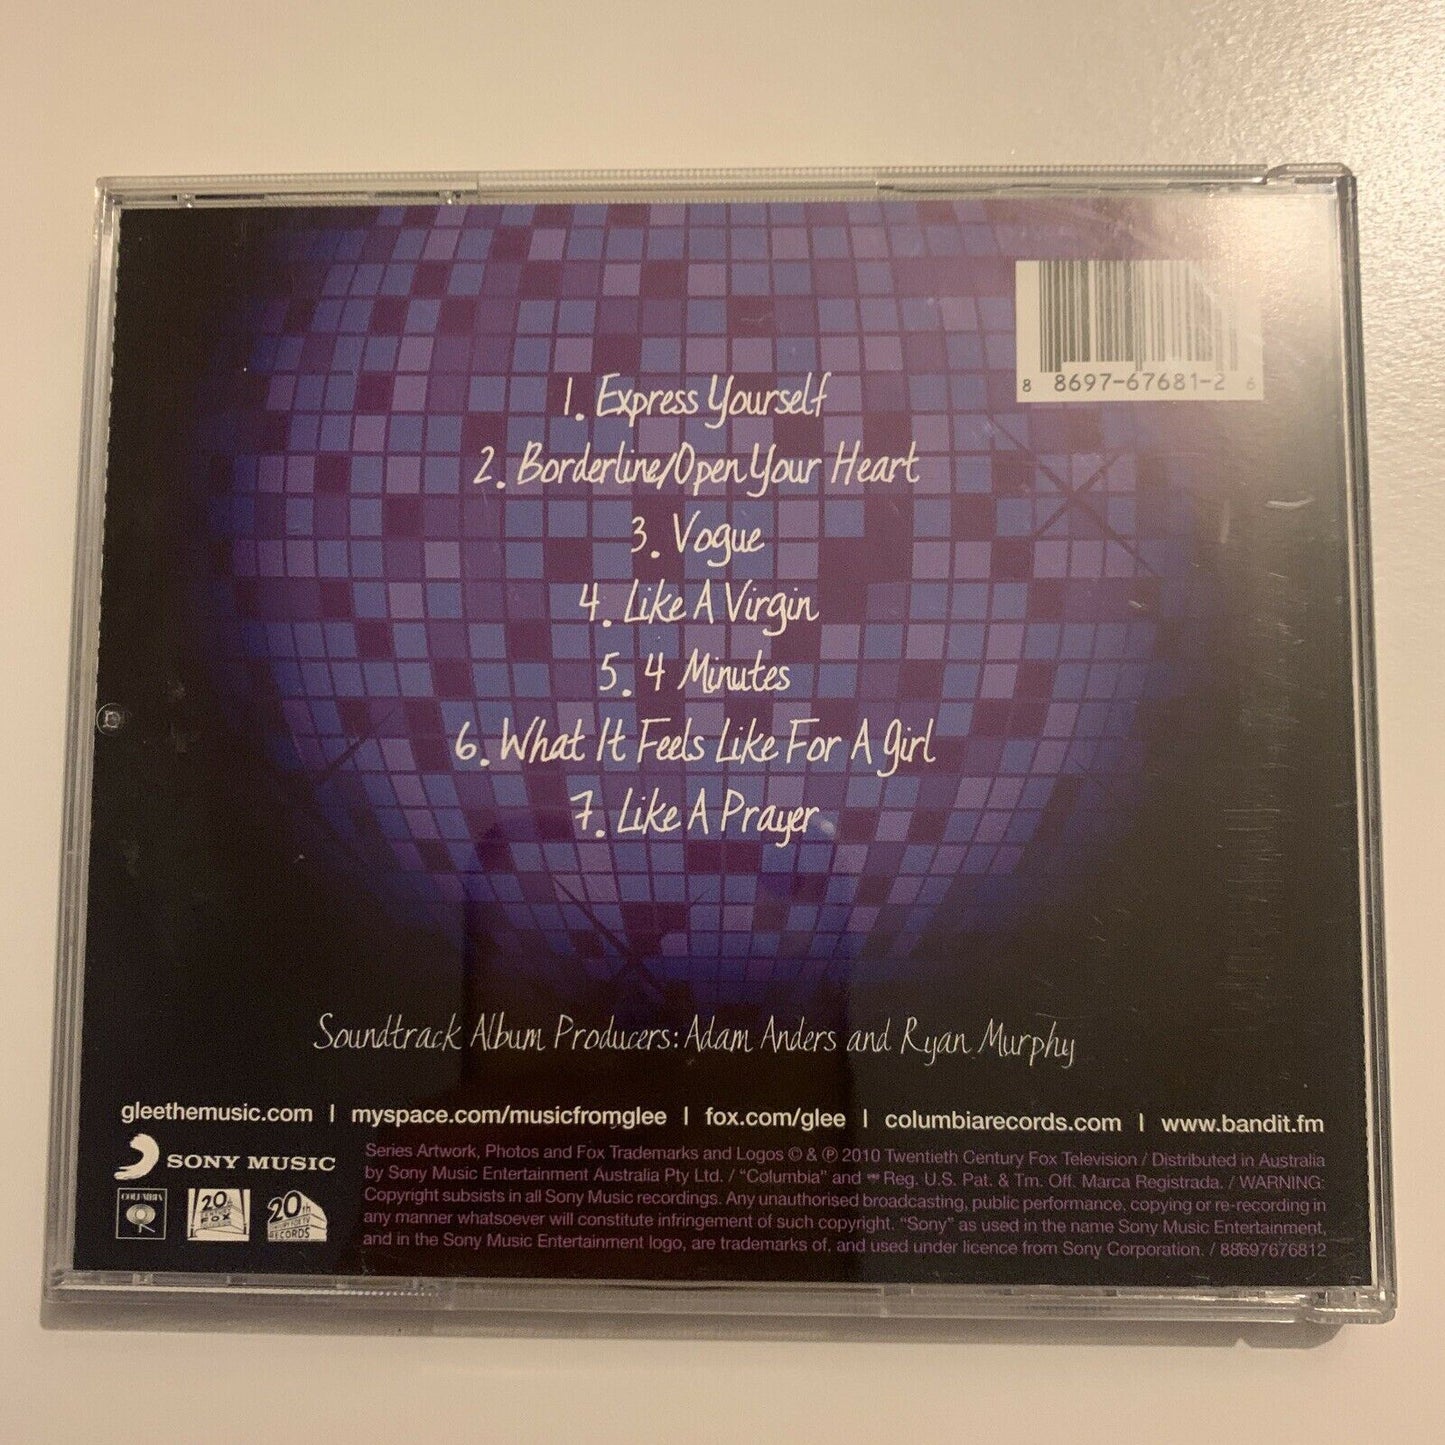 8 8697-67681-2 6
1. Express Yourself
2. Borderline/Open Your Heart
3. Vogue
4. Like A Virgin
5. 4 Minutes
6. What It Feels Like For A Girl
7. Like A Prayer
Soundtrack Album Producers: Adam Anders and Ryan Murphy
gleethemusic.com | myspace.com/musicfromglee | fox.com/glee | columbiarecords.com | www.bandit.fm
SONY MUSIC
COLUMBIA
20th
FOX
20th
RECORDS
Series Artwork, Photos and Fox Trademarks and Logos © & ℗ 2010 Twentieth Century Fox Television / Distributed in Australia
by Sony Music Entertainment Australia Pty Ltd. / "Columbia" and Reg. U.S. Pat. & Tm. Off. Marca Registrada. / WARNING:
Copyright subsists in all Sony Music recordings. Any unauthorised broadcasting, public performance, copying or re-recording in
any manner whatsoever will constitute infringement of such copyright. "Sony" as used in the name Sony Music Entertainment,
and in the Sony Music Entertainment logo, are trademarks of, and used under licence from Sony Corporation. / 88697676812